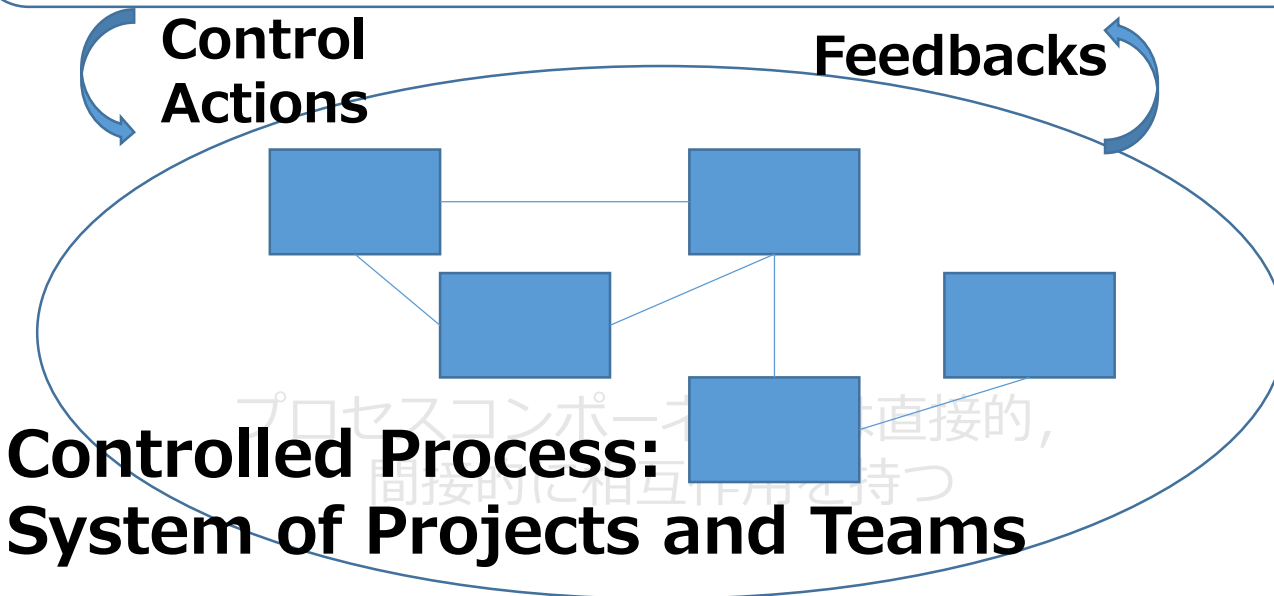 Control
Actions
Feedbacks
プロセスコンポーネ は直接的，
間接的に相互作用を持つ
Controlled Process:
System of Projects and Teams